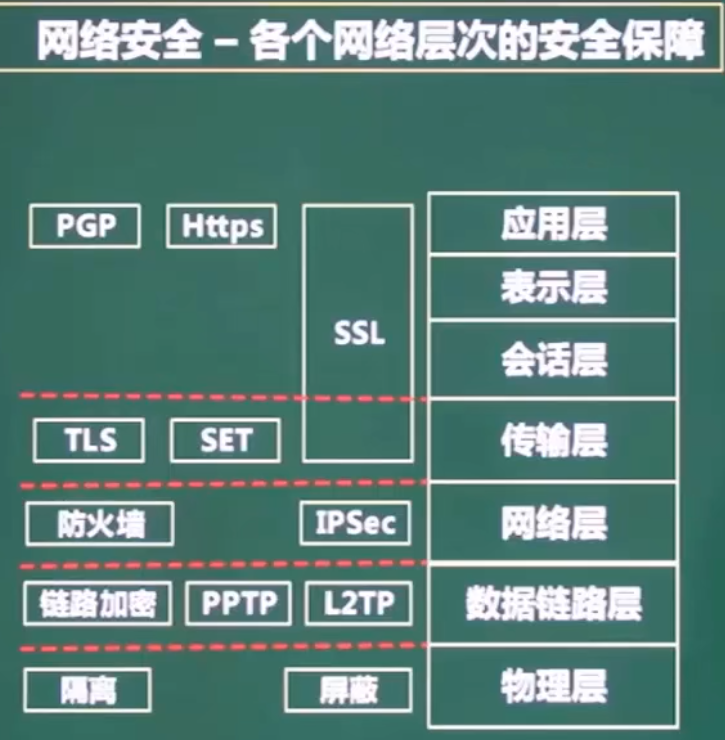 网络安全 – 各个网络层次的安全保障
PGP Https 应用层
表示层
SSL
会话层
TLS SET 传输层
防火墙 IPSec 网络层
链路加密 PPTP L2TP 数据链路层
隔离 屏蔽 物理层